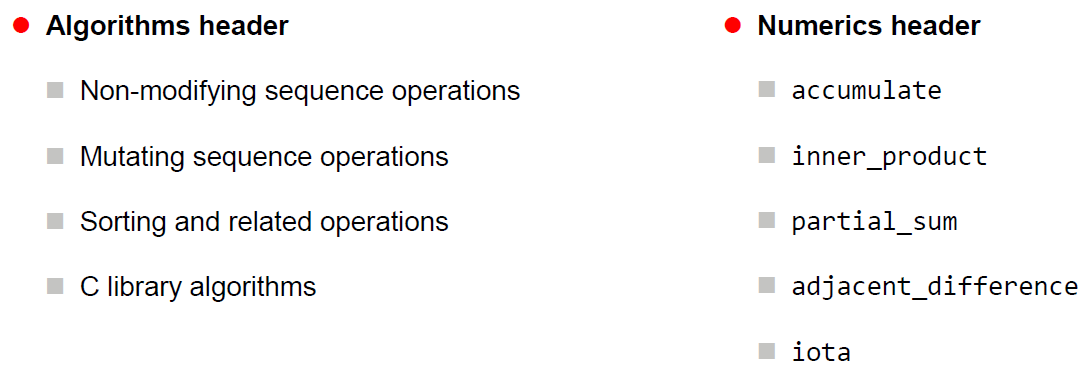 Algorithms header
Non-modifying sequence operations
Mutating sequence operations
Sorting and related operations
C library algorithms
Numerics header
accumulate
inner_product
partial_sum
adjacent_difference
iota